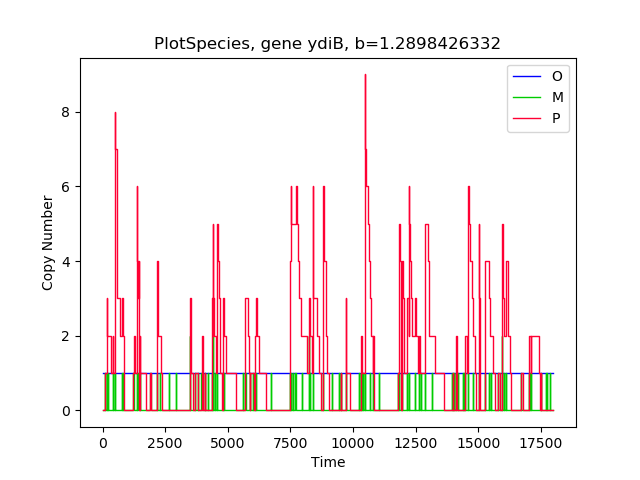 PlotSpecies, gene ydiB, b=1.2898426332
O
M
P
8
6
4
2
0
Copy Number
0 2500 5000 7500 10000 12500 15000 17500
Time